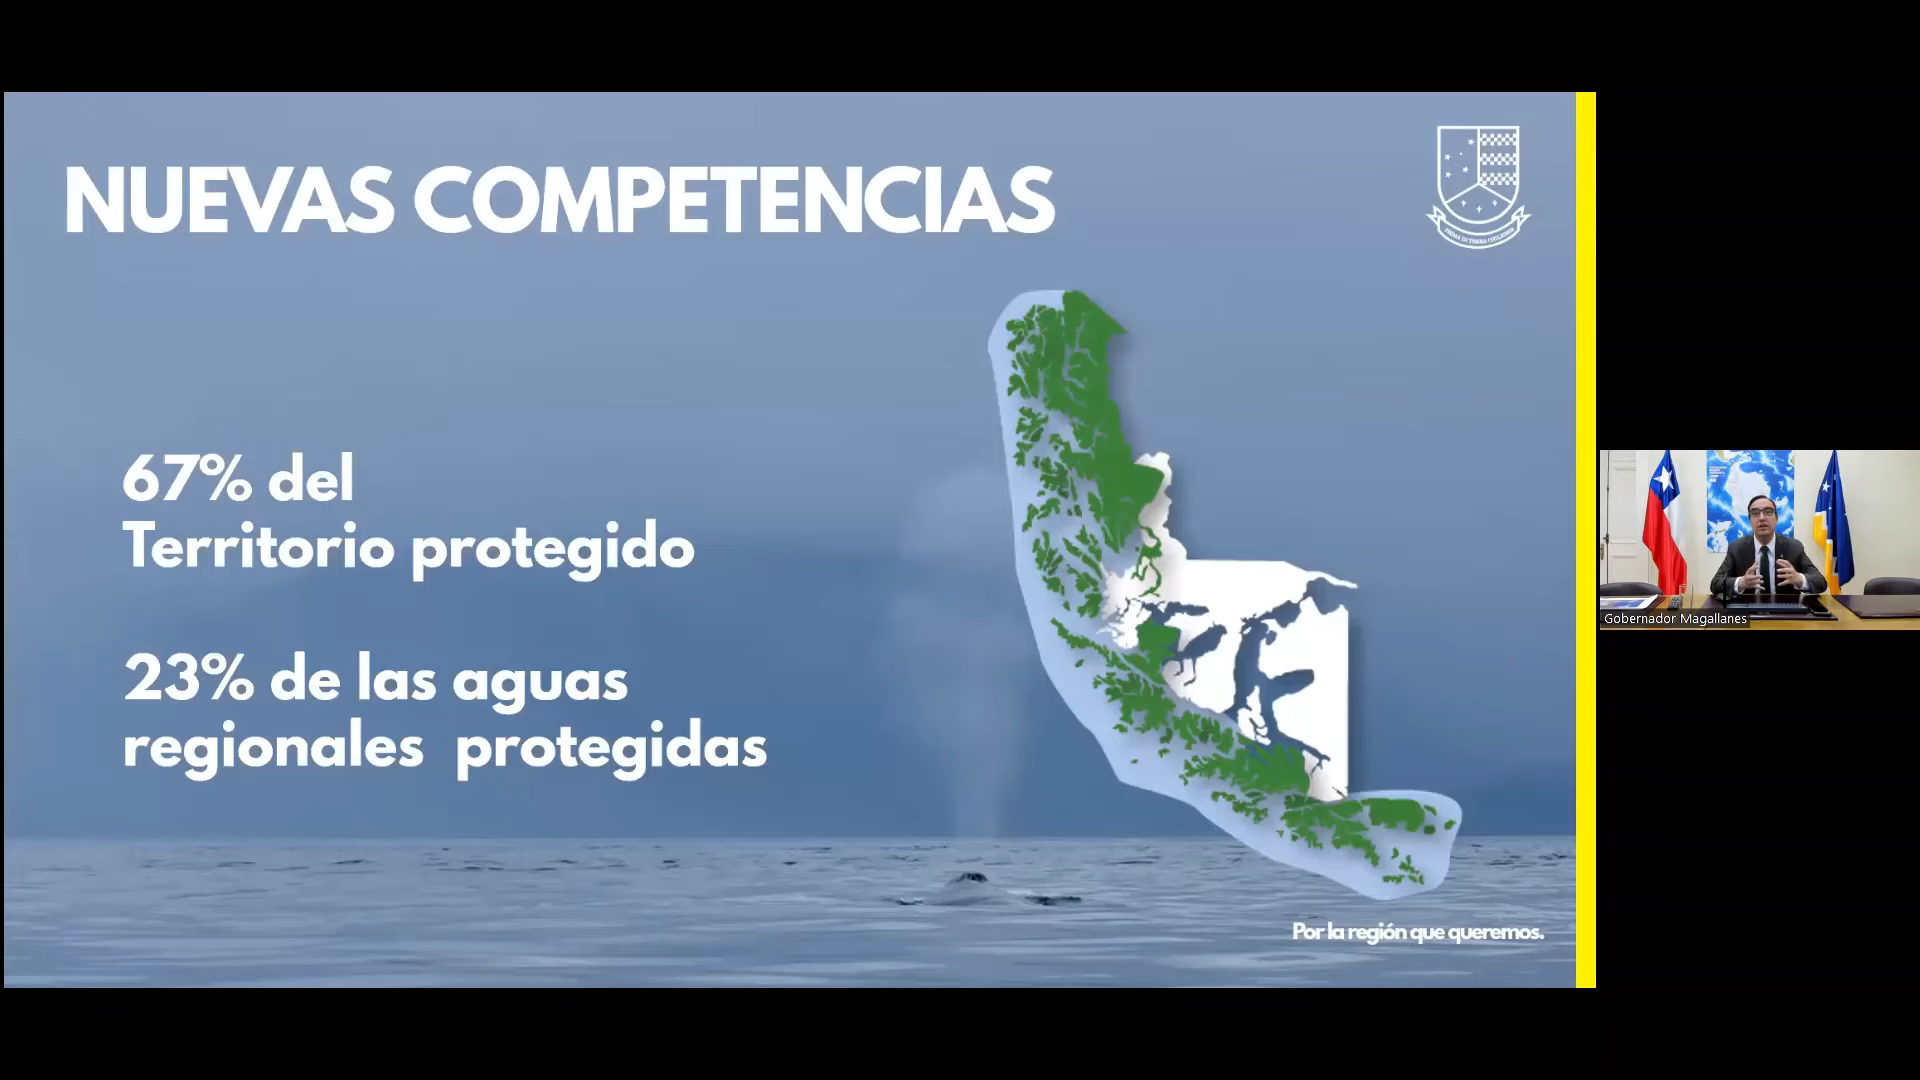 NUEVAS COMPETENCIAS
67% del
Territorio protegido
23% de las aguas
regionales protegidas
Por la región que queremos.
Gobernador Magallanes